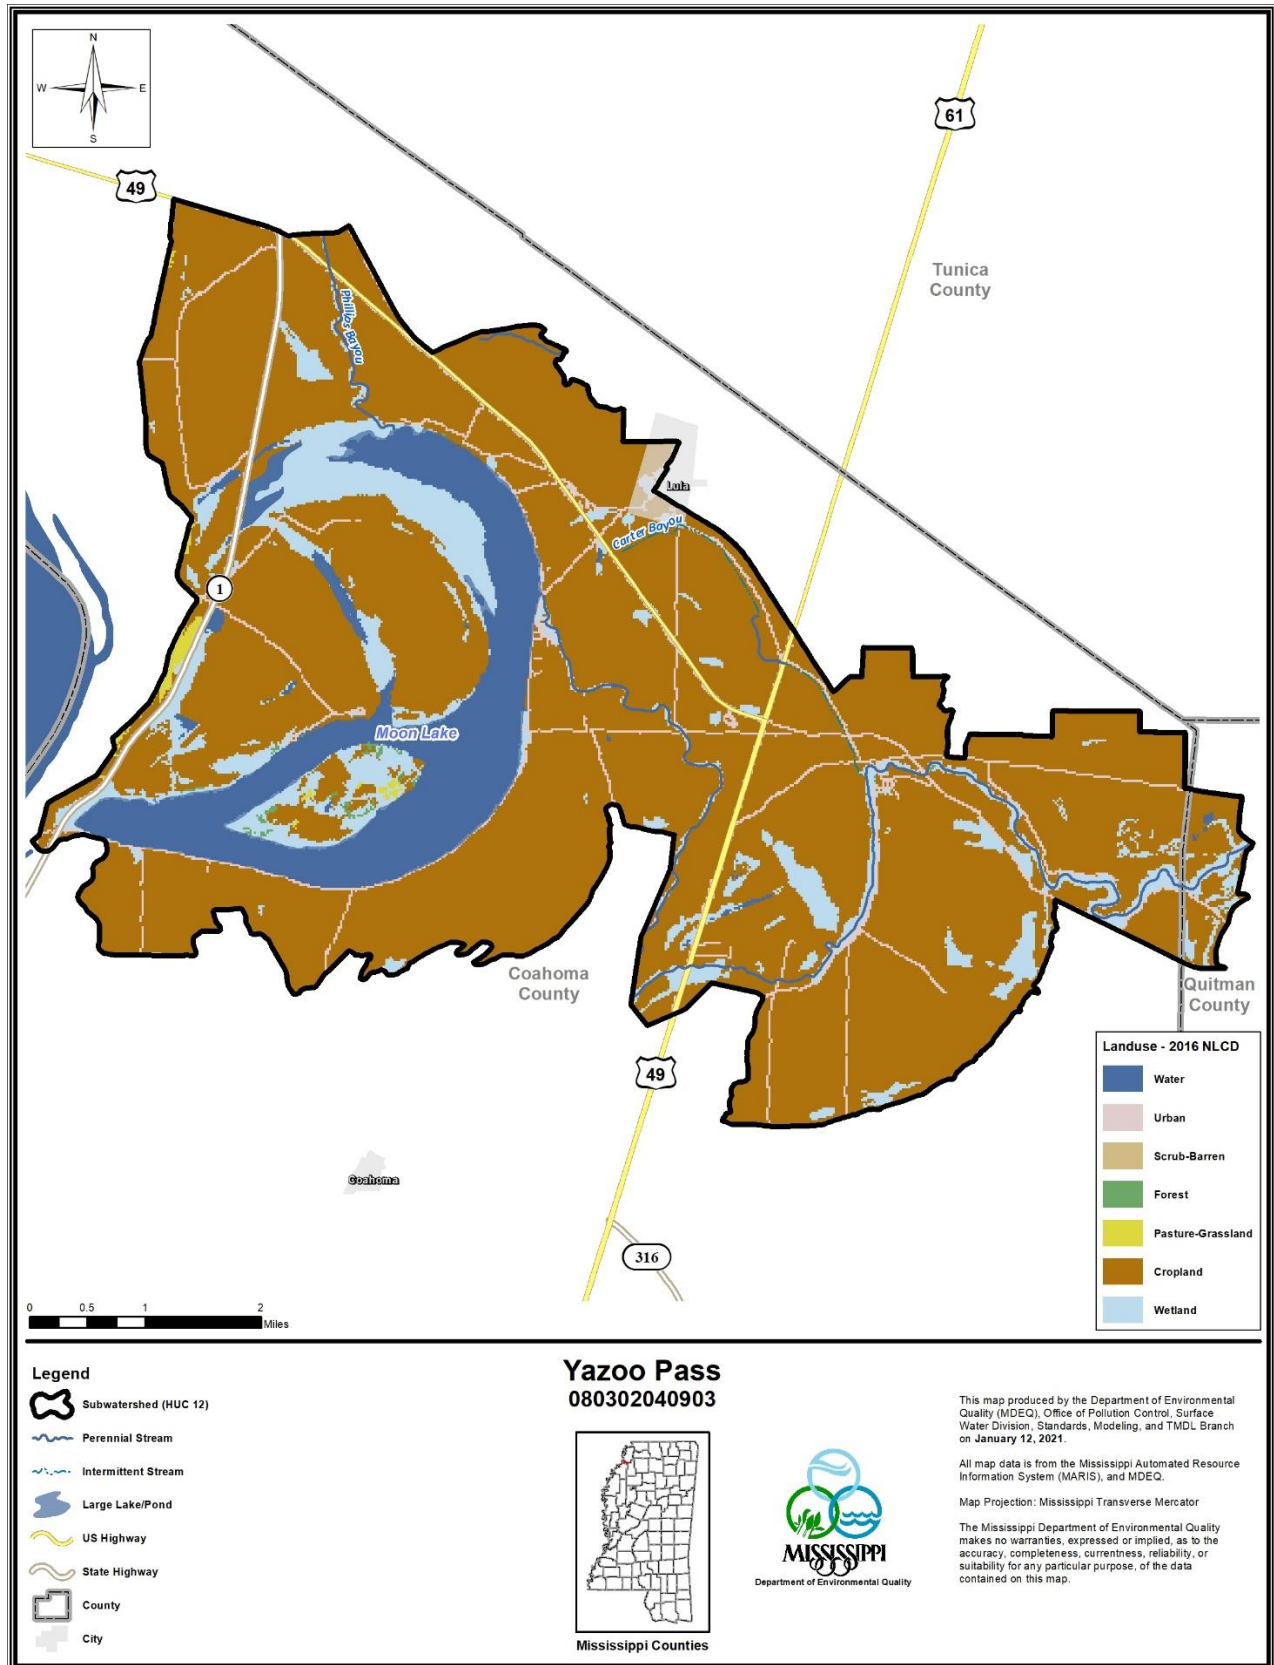 N
W
E
S
49
61
Tunica
County
Phillips Bayou
Lula
Carter Bayou
1
Moon Lake
Coahoma
County
Quitman
County
49
Coahoma
316
Landuse - 2016 NLCD
Water
Urban
Scrub-Barren
Forest
Pasture-Grassland
Cropland
Wetland
0 0.5 1 2
Miles
Legend
Subwatershed (HUC 12)
Perennial Stream
Intermittent Stream
Large Lake/Pond
US Highway
State Highway
County
City
Yazoo Pass
080302040903
Mississippi Counties
MISSISSIPPI
Department of Environmental Quality
This map produced by the Department of Environmental
Quality (MDEQ), Office of Pollution Control, Surface
Water Division, Standards, Modeling, and TMDL Branch
on January 12, 2021.
All map data is from the Mississippi Automated Resource
Information System (MARIS), and MDEQ.
Map Projection: Mississippi Transverse Mercator
The Mississippi Department of Environmental Quality
makes no warranties, expressed or implied, as to the
accuracy, completeness, currentness, reliability, or
suitability for any particular purpose, of the data
contained on this map.